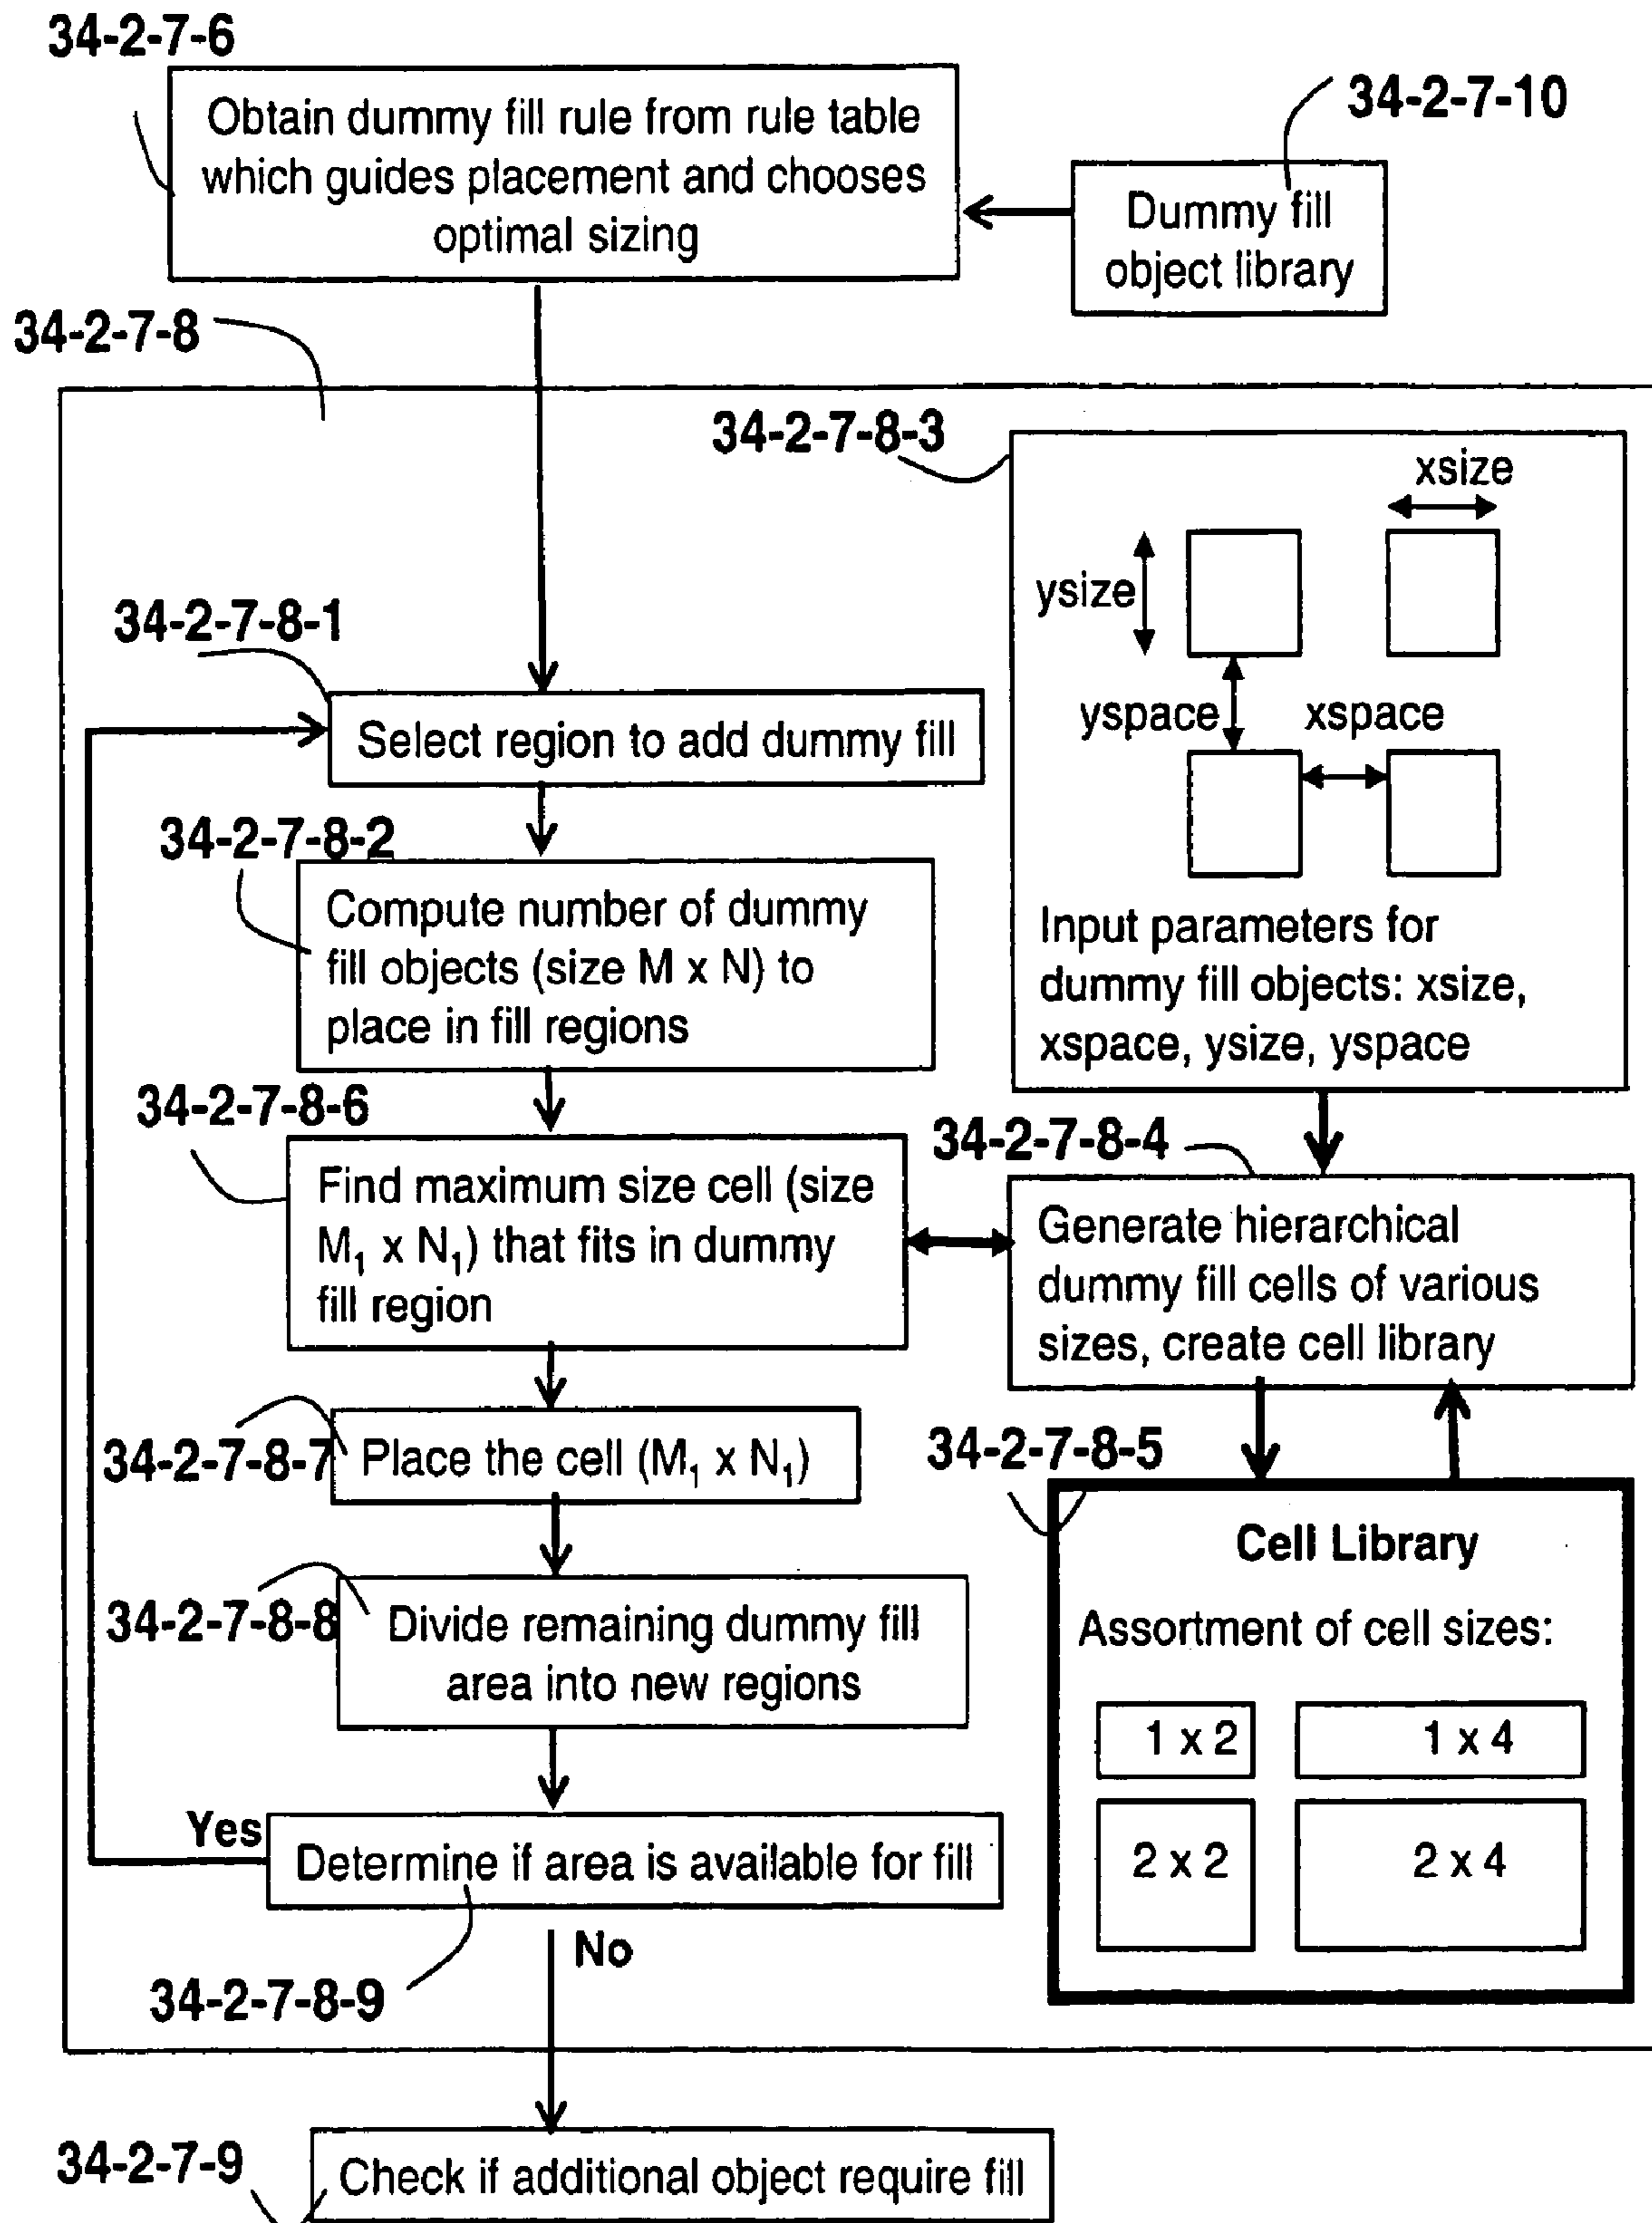 34-2-7-6
Obtain dummy fill rule from rule table
which guides placement and chooses
optimal sizing
34-2-7-10
Dummy fill
object library
34-2-7-8
34-2-7-8-3
xsize
ysize
yspace
xspace
Input parameters for
dummy fill objects: xsize,
xspace, ysize, yspace
34-2-7-8-1
Select region to add dummy fill
34-2-7-8-2
Compute number of dummy
fill objects (size M x N) to
place in fill regions
34-2-7-8-6
Find maximum size cell (size
M₁ x N₁) that fits in dummy
fill region
34-2-7-8-4
Generate hierarchical
dummy fill cells of various
sizes, create cell library
34-2-7-8-7
Place the cell (M₁ x N₁)
34-2-7-8-5
Cell Library
Assortment of cell sizes:
1 x 2
1 x 4
2 x 2
2 x 4
34-2-7-8-8
Divide remaining dummy fill
area into new regions
Yes
Determine if area is available for fill
No
34-2-7-8-9
34-2-7-9
Check if additional object require fill